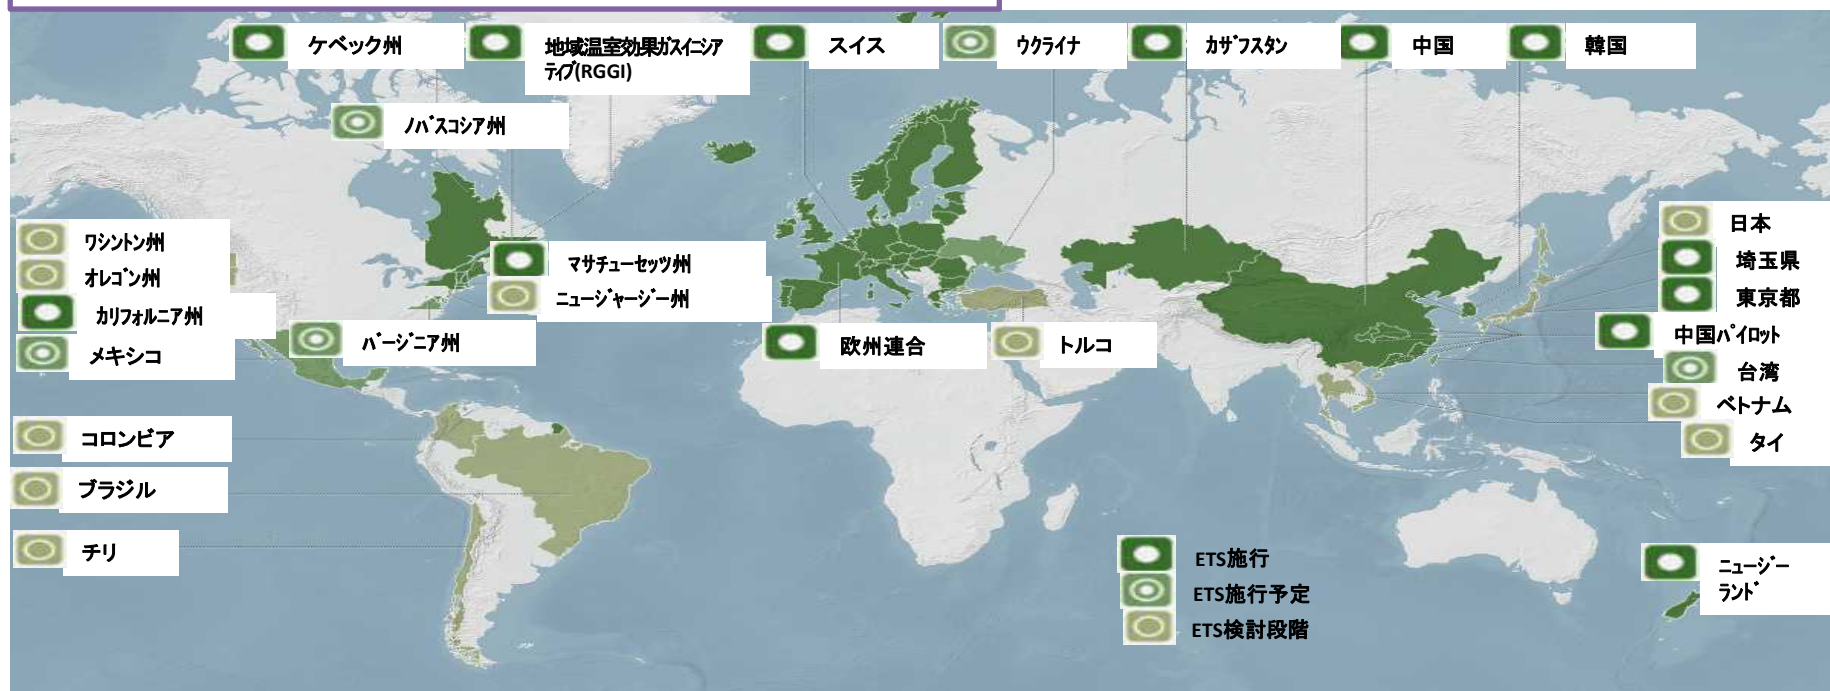 ケベック州
地域温室効果ｶﾞｽｲﾆｼｱ
ﾃｨﾌﾞ(RGGI)
スイス
ｳｸﾗｲﾅ
ｶｻﾞﾌｽﾀﾝ
中国
韓国
ﾉﾊﾞｽｺｼｱ州
ﾜｼﾝﾄﾝ州
ｵﾚｺﾞﾝ州
ｶﾘﾌｫﾙﾆｱ州
メキシコ
ﾏｻﾁｭｰｾｯﾂ州
ﾆｭｰｼﾞｬｰｼﾞｰ州
ﾊﾞｰｼﾞﾆｱ州
欧州連合
トルコ
日本
埼玉県
東京都
中国ﾊﾟｲﾛｯﾄ
台湾
ベトナム
タイ
コロンビア
ブラジル
チリ
ETS施行
ETS施行予定
ETS検討段階
ﾆｭｰｼﾞｰ
ﾗﾝﾄﾞ